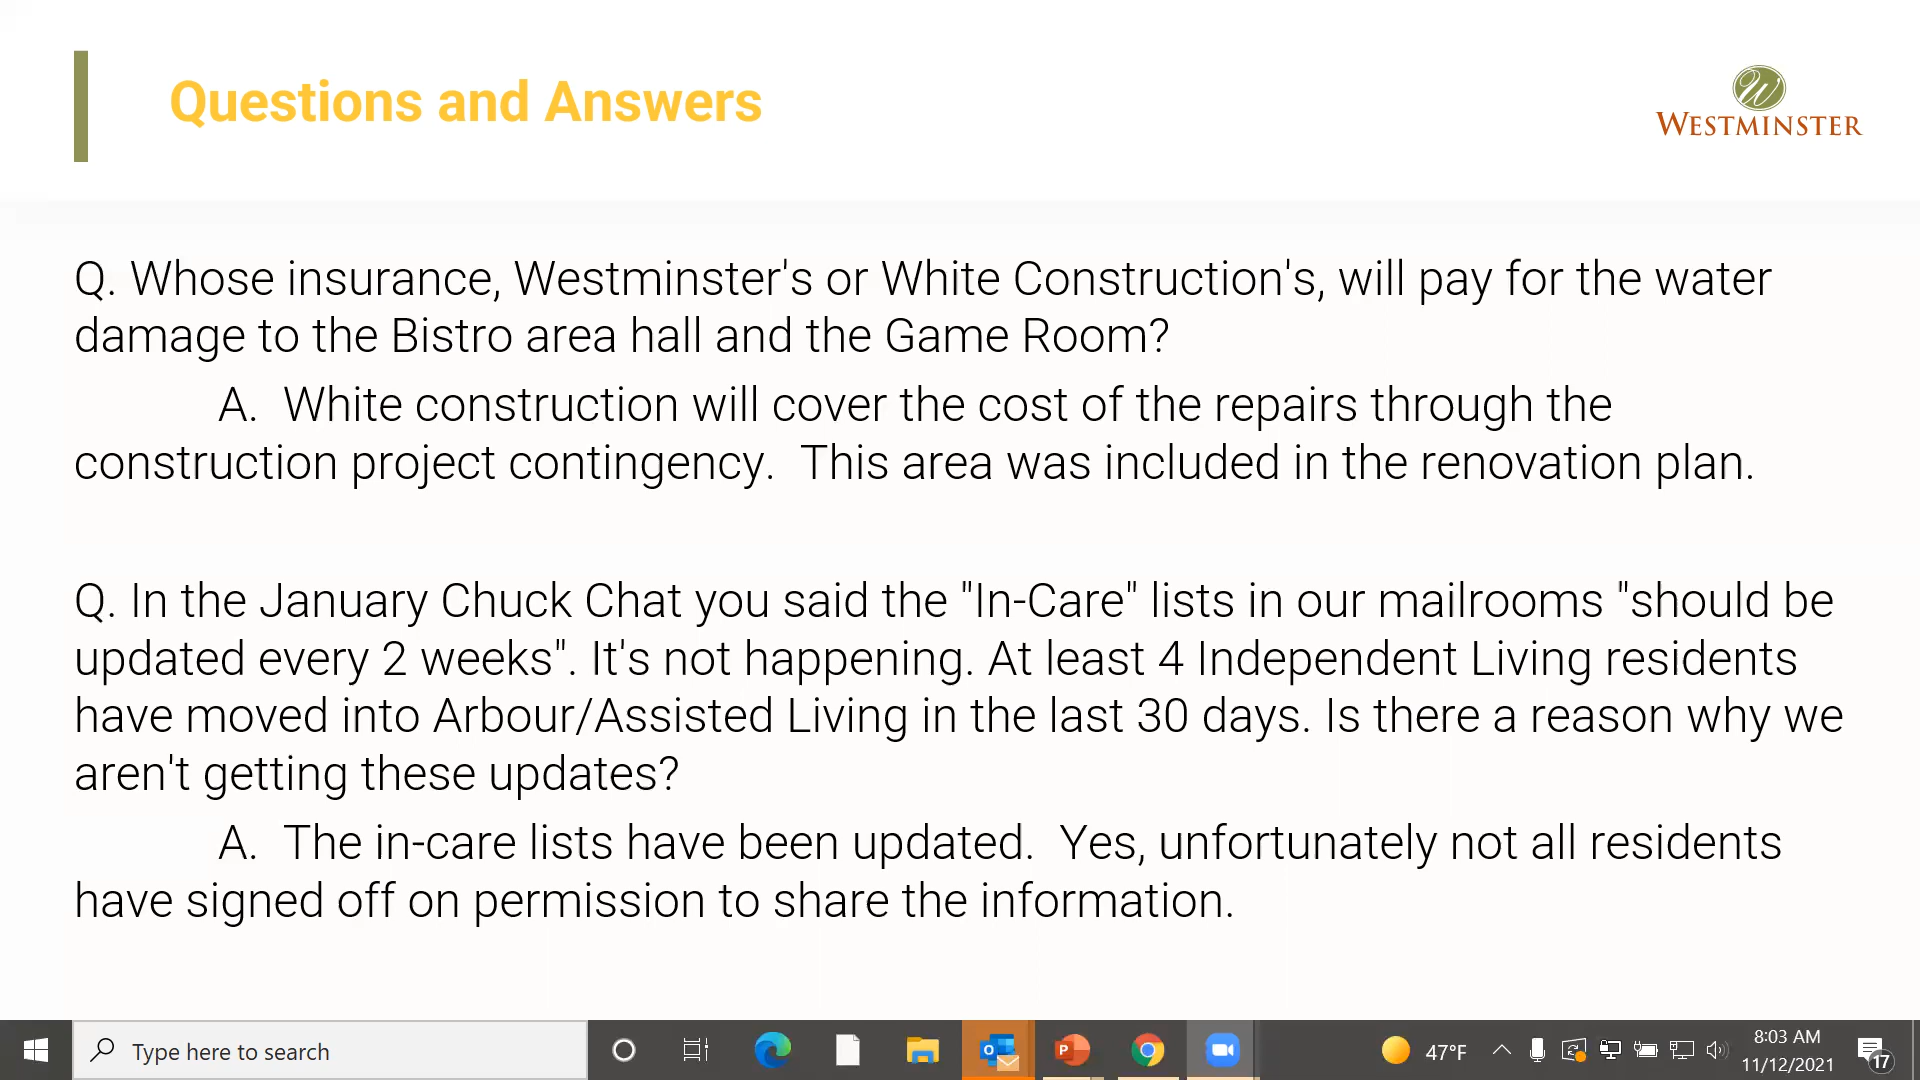 Questions and Answers
W
WESTMINSTER
Q. Whose insurance, Westminster's or White Construction's, will pay for the water
damage to the Bistro area hall and the Game Room?
A.  White construction will cover the cost of the repairs through the
construction project contingency.  This area was included in the renovation plan.
Q. In the January Chuck Chat you said the "In-Care" lists in our mailrooms "should be
updated every 2 weeks". It's not happening. At least 4 Independent Living residents
have moved into Arbour/Assisted Living in the last 30 days. Is there a reason why we
aren't getting these updates?
A.  The in-care lists have been updated.  Yes, unfortunately not all residents
have signed off on permission to share the information.
Type here to search
O
P
47°F
8:03 AM
11/12/2021
17